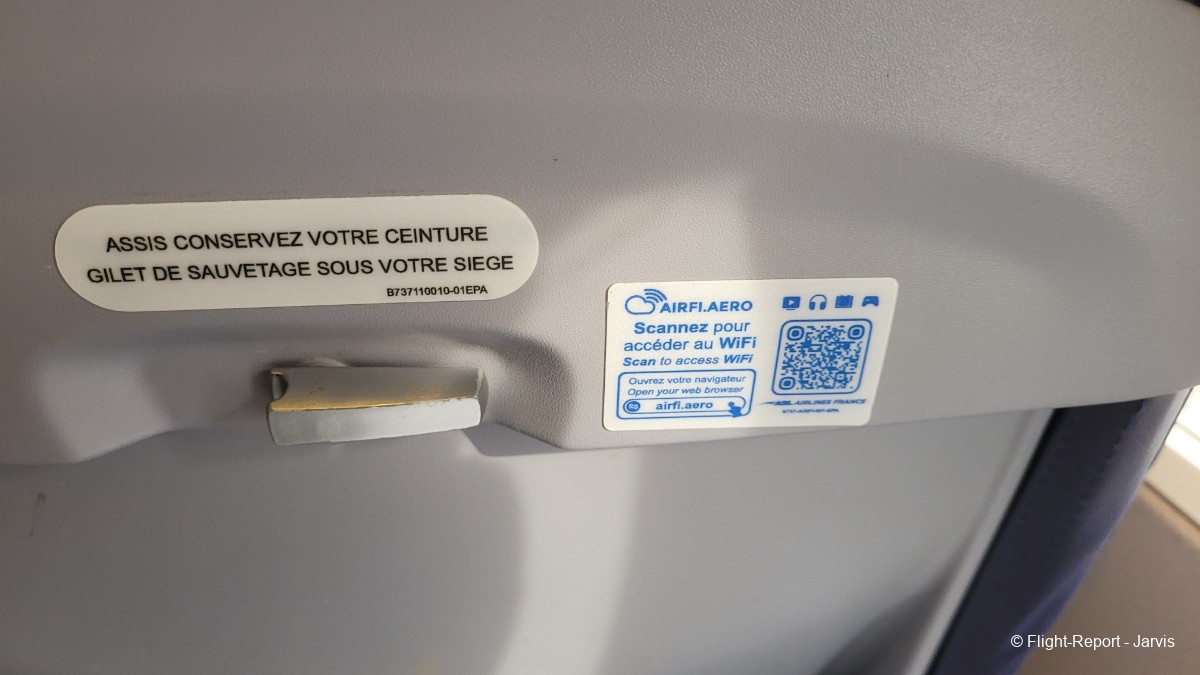 ASSIS CONSERVEZ VOTRE CEINTURE
GILET DE SAUVETAGE SOUS VOTRE SIEGE
B737110010-01EPA
AIRFI.AERO
Scannez pour
accéder au WiFi
Scan to access WiFi
Ouvrez votre navigateur
Open your web browser
airfi.aero
ASL AIRLINES FRANCE
© Flight-Report - Jarvis